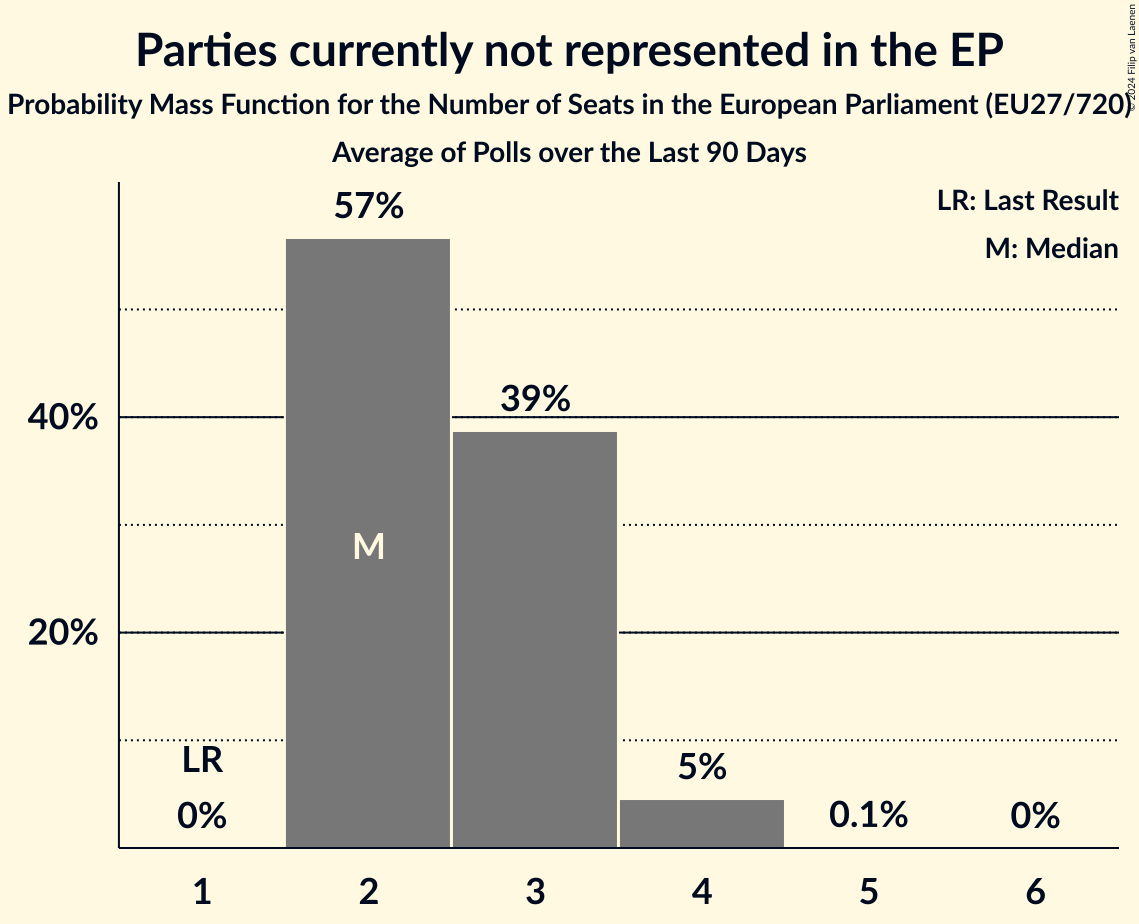 Parties currently not represented in the EP
Probability Mass Function for the Number of Seats in the European Parliament (EU27/720)
Average of Polls over the Last 90 Days
© 2024 Filip van Laenen
LR: Last Result
M: Median
57%
39%
40%
M
20%
LR
5%
0%
0.1%
0%
1 2 3 4 5 6